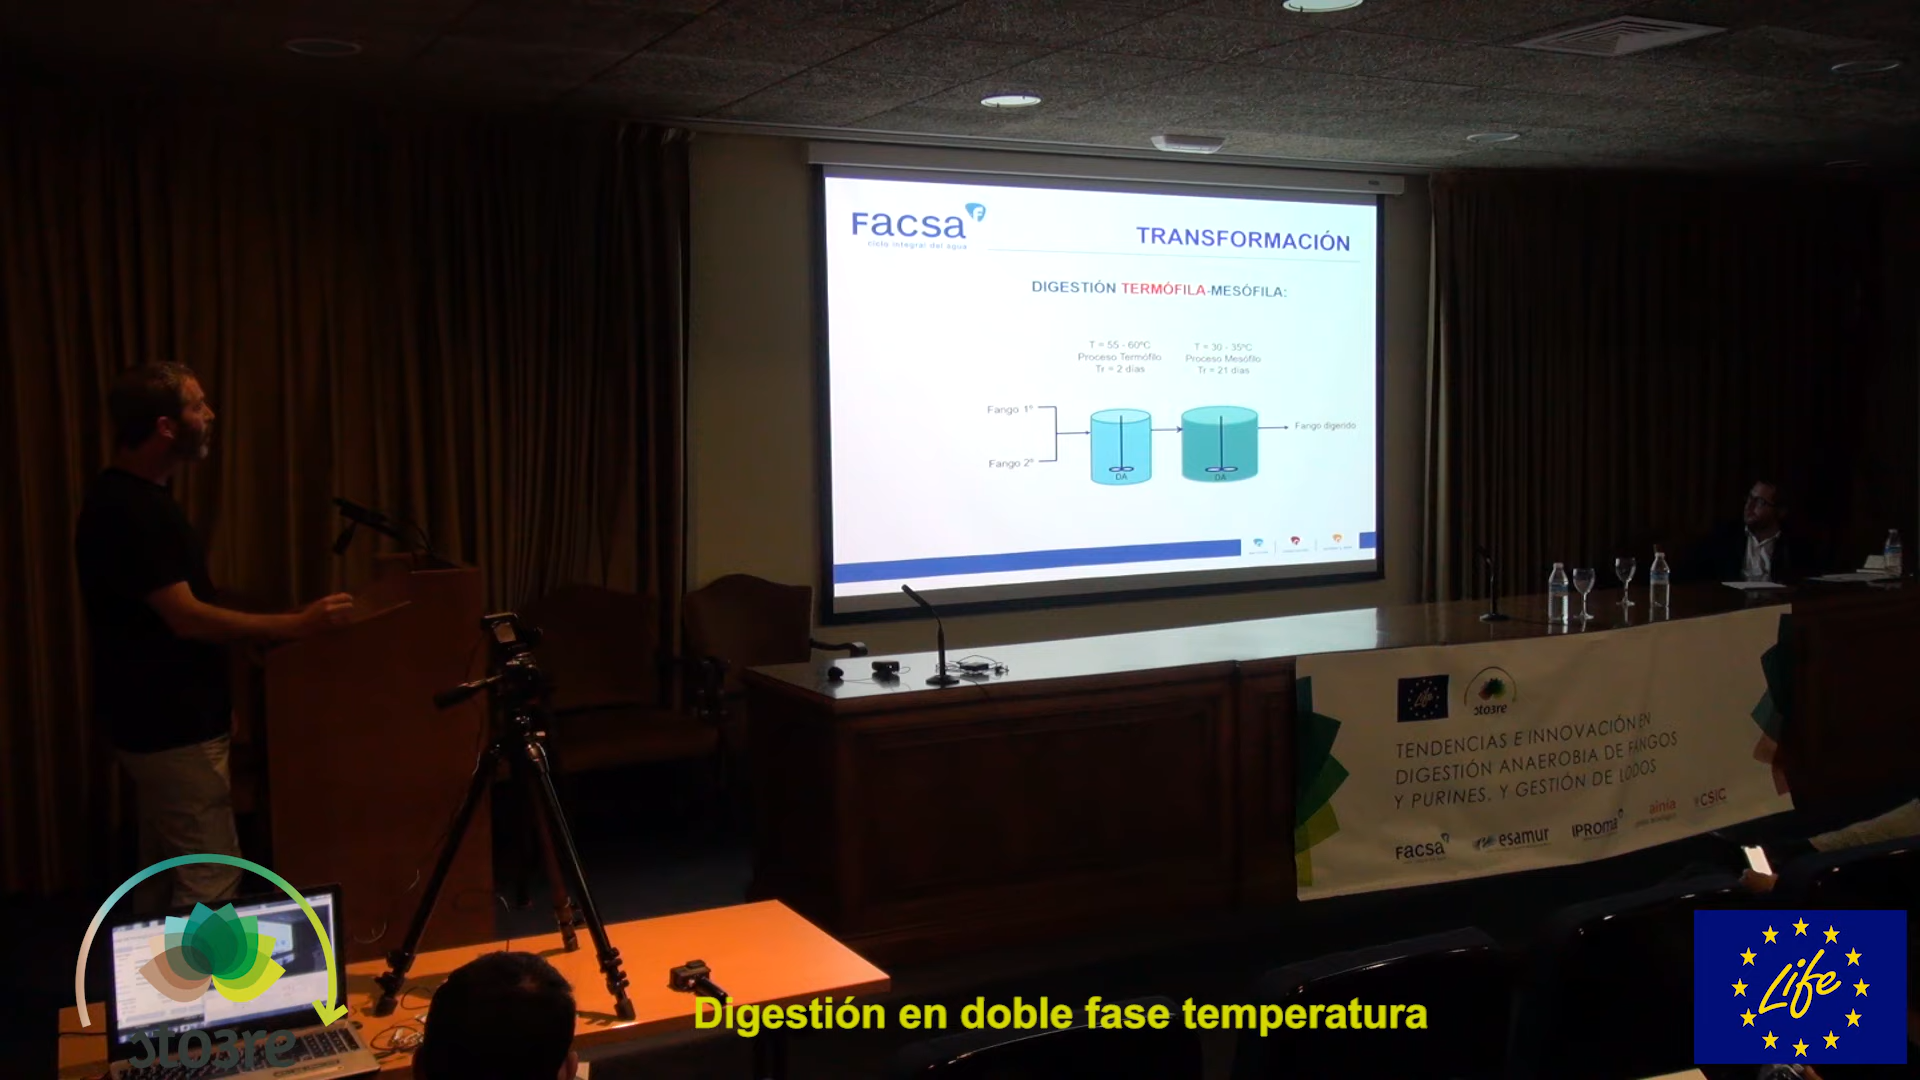 Facsa
ciclo integral del agua
TRANSFORMACIÓN
DIGESTIÓN TERMÓFILA-MESÓFILA:
T = 55 - 60ºC
Proceso Termófilo
Tr = 2 días
T = 30 - 35ºC
Proceso Mesófilo
Tr = 21 días
Fango 1º
Fango 2º
DA
DA
Fango digerido
Life
sto3re
TENDENCIAS E INNOVACIÓN EN
DIGESTIÓN ANAEROBIA DE FANGOS
Y PURINES, Y GESTIÓN DE LODOS
Facsa
esamur
IPROMA
ainia
CSIC
sto3re
Digestión en doble fase temperatura
Life